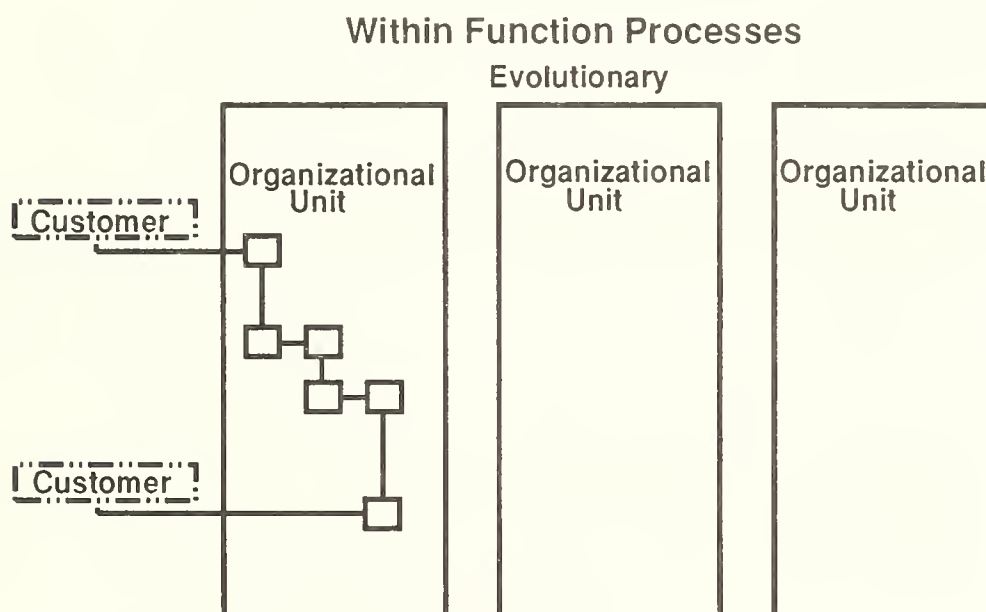 Within Function Processes
Evolutionary
Organizational
Unit
Organizational
Unit
Organizational
Unit
Customer
Customer